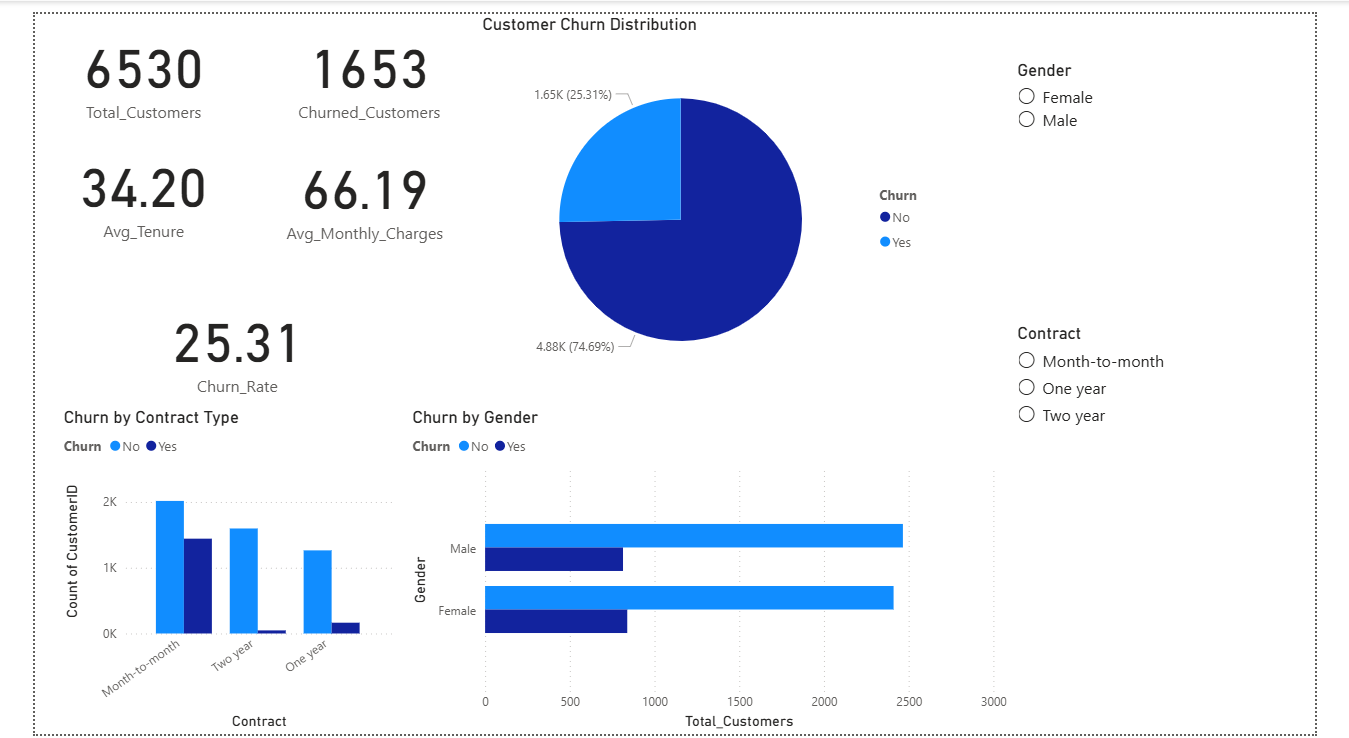 Customer Churn Distribution
6530
Total_Customers
1653
Churned_Customers
34.20
Avg_Tenure
66.19
Avg_Monthly_Charges
25.31
Churn_Rate
1.65K (25.31%)
4.88K (74.69%)
Churn
No
Yes
Gender
Female
Male
Contract
Month-to-month
One year
Two year
Churn by Contract Type
Churn No Yes
Count of CustomerID
2K
1K
0K
Month-to-month
Two year
One year
Contract
Churn by Gender
Churn No Yes
Gender
Male
Female
0 500 1000 1500 2000 2500 3000
Total_Customers